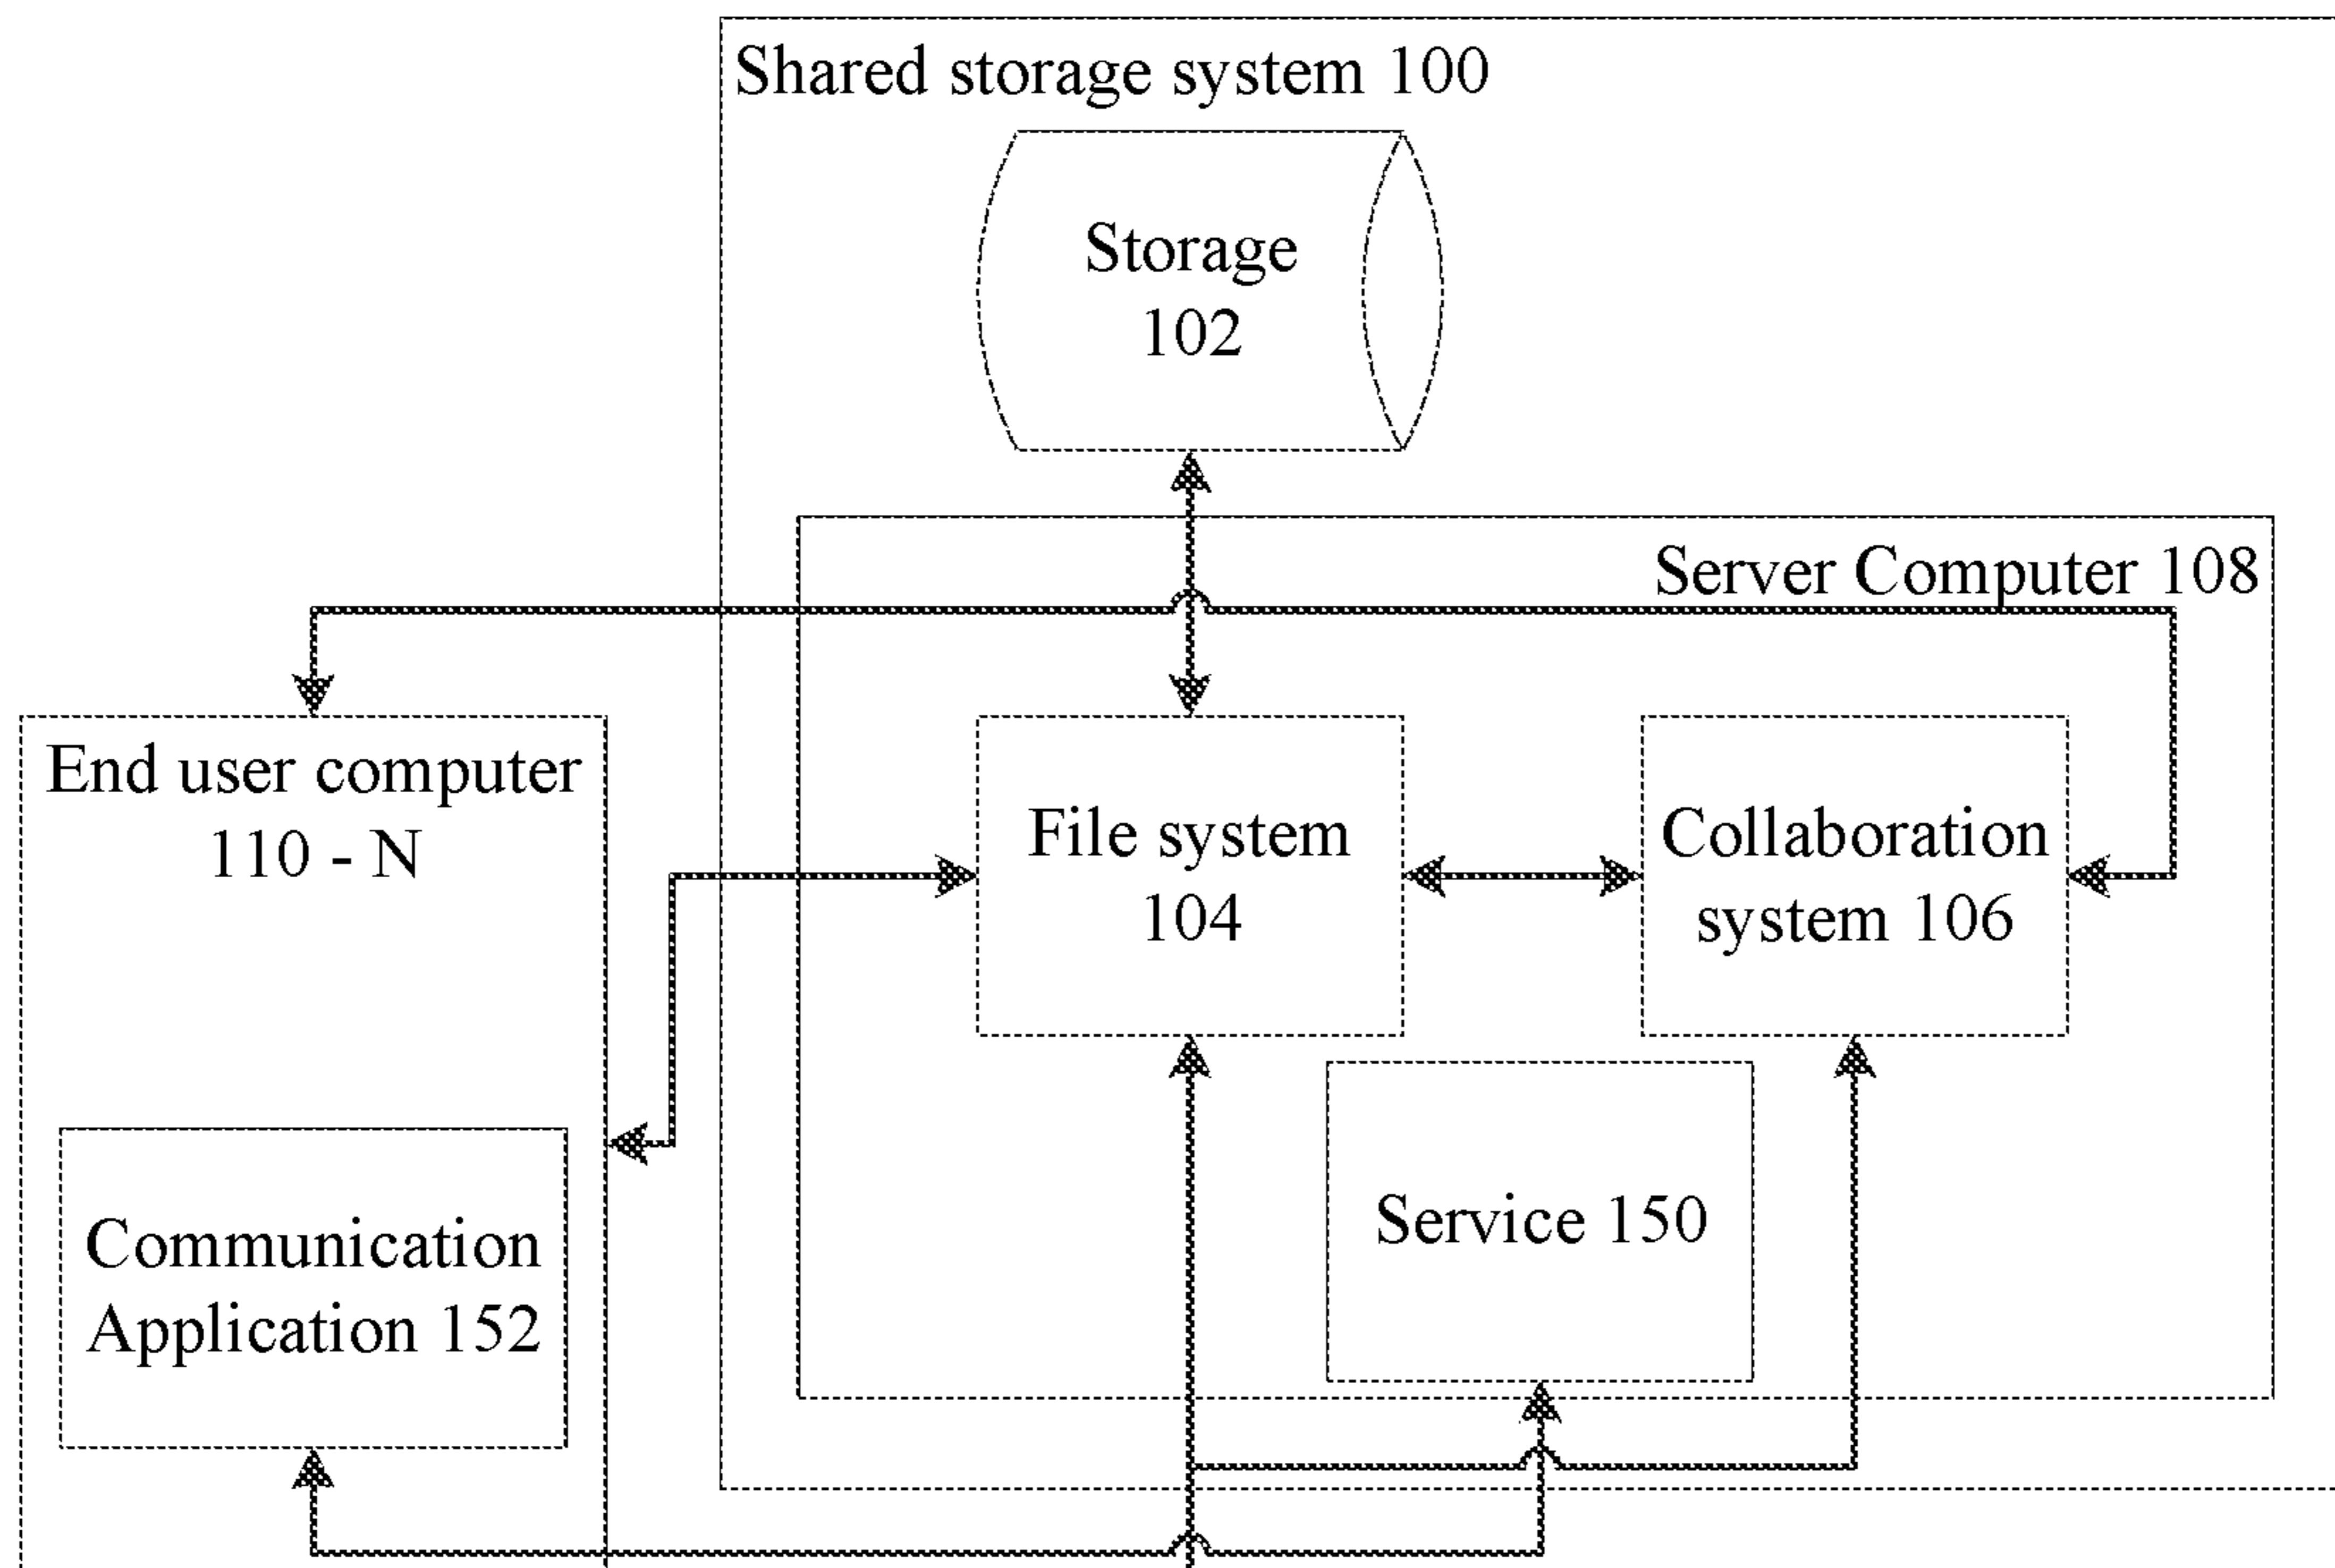 Shared storage system 100
Storage
102
Server Computer 108
End user computer
110 - N
File system
104
Collaboration
system 106
Service 150
Communication
Application 152